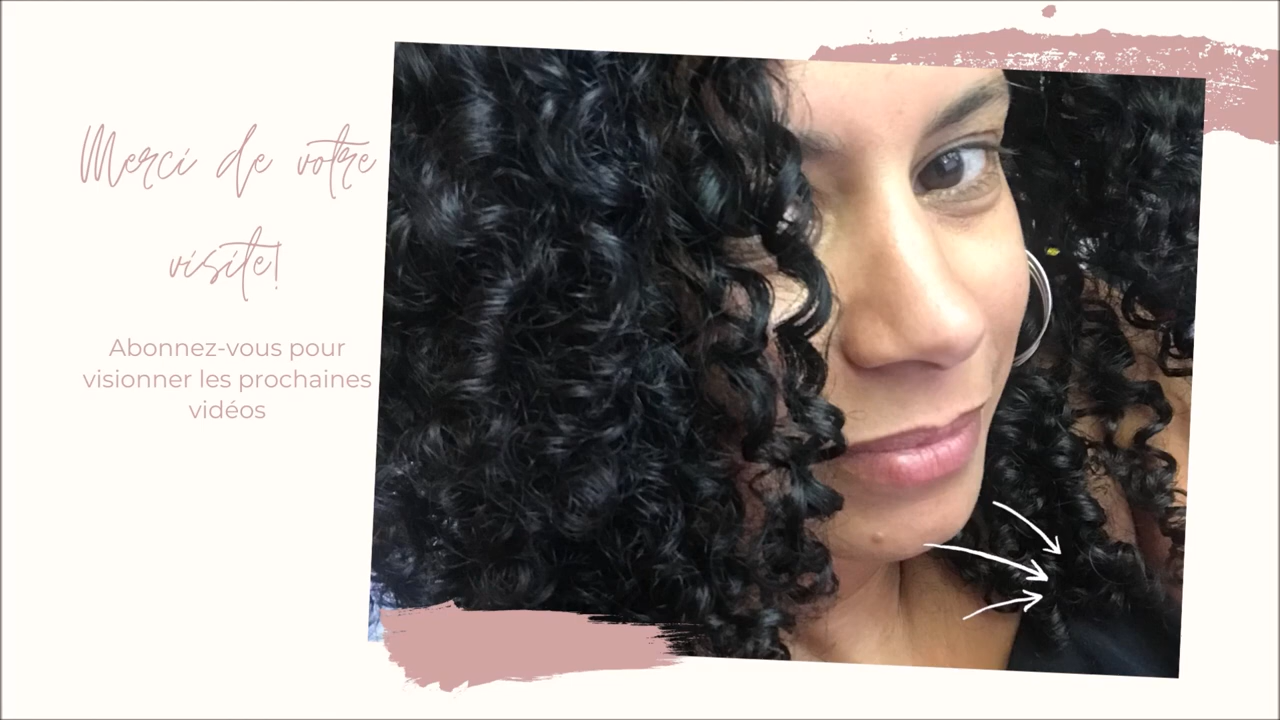 Merci de votre
visite!
Abonnez-vous pour
visionner les prochaines
vidéos